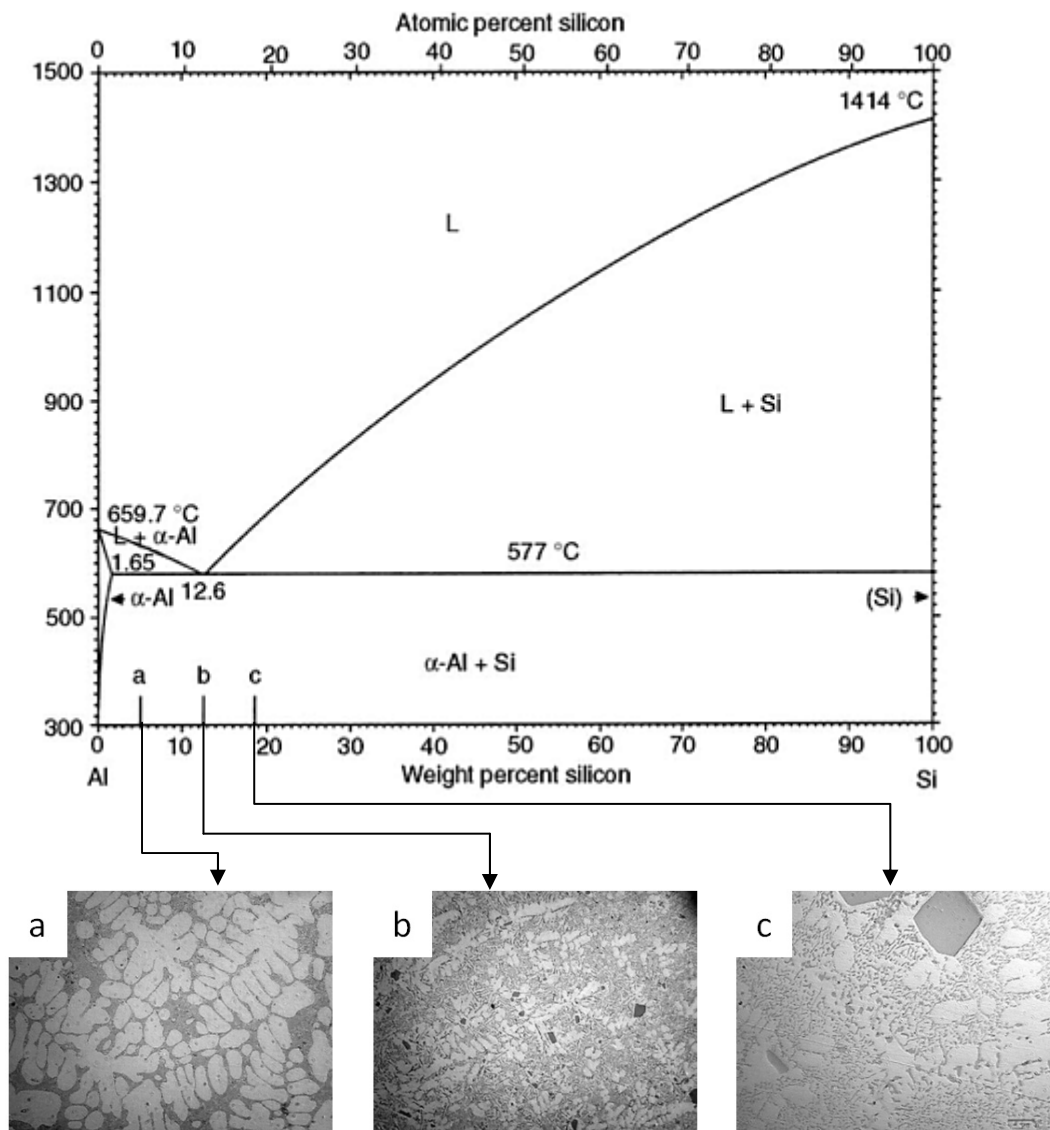 Atomic percent silicon
0 10 20 30 40 50 60 70 80 90 100
1500
1414 °C
1300
L
1100
900
L + Si
700
659.7 °C
L + α-Al
577 °C
1.65
α-Al 12.6
(Si)
500
α-Al + Si
a b c
300
0 10 20 30 40 50 60 70 80 90 100
Al Weight percent silicon Si
a b c